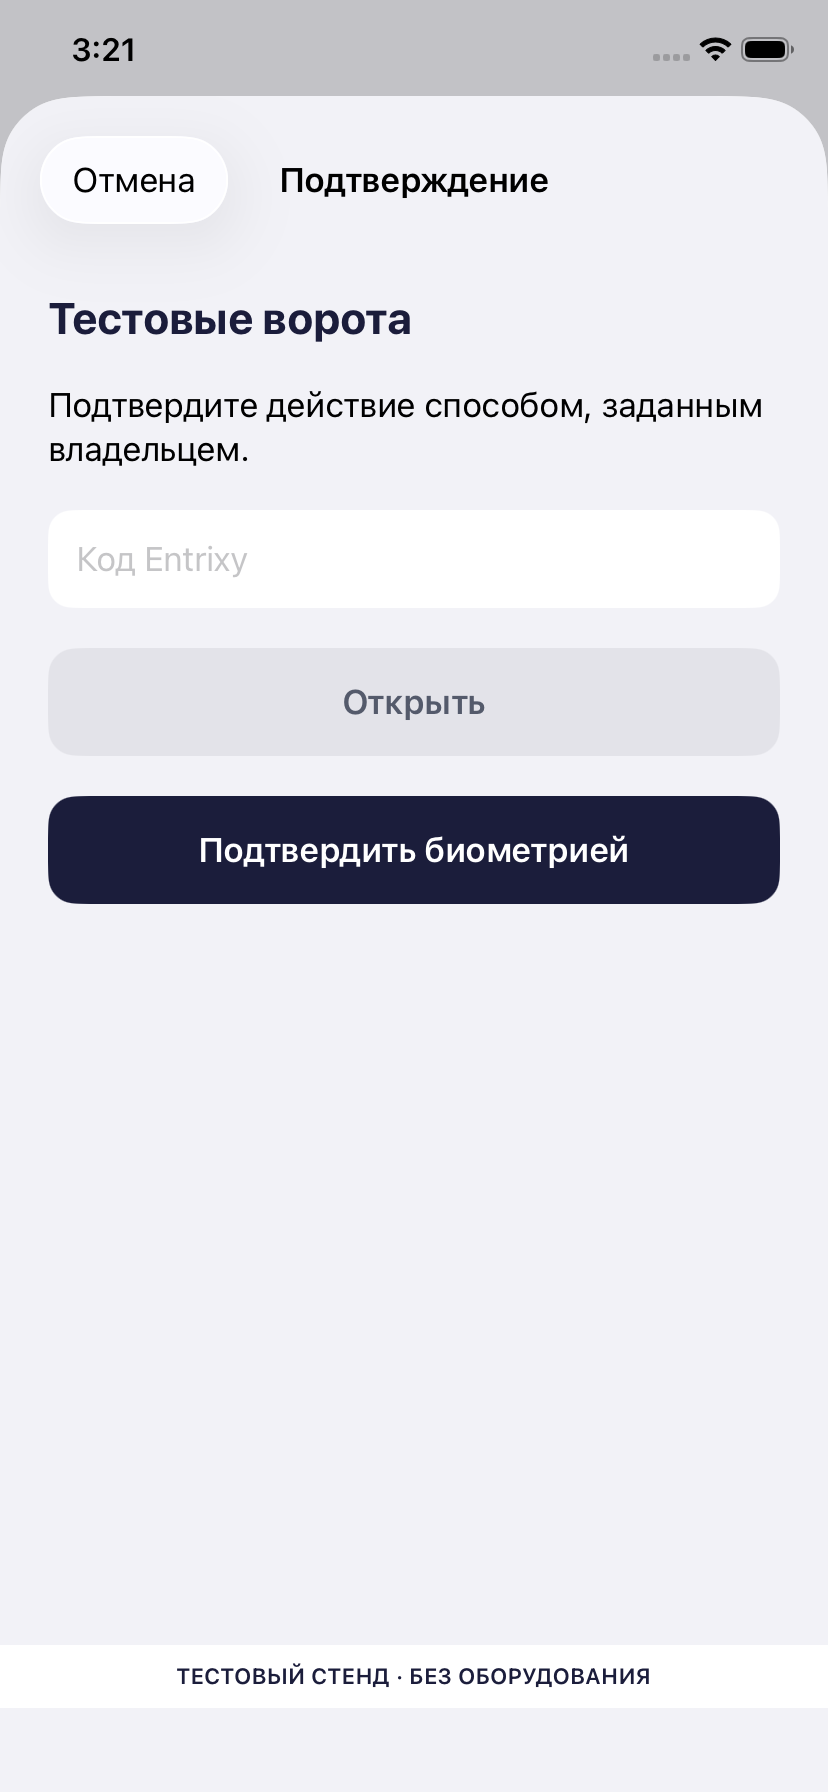 3:21
Отмена
Подтверждение
Тестовые ворота
Подтвердите действие способом, заданным
владельцем.
Код Entrixy
Открыть
Подтвердить биометрией
ТЕСТОВЫЙ СТЕНД · БЕЗ ОБОРУДОВАНИЯ